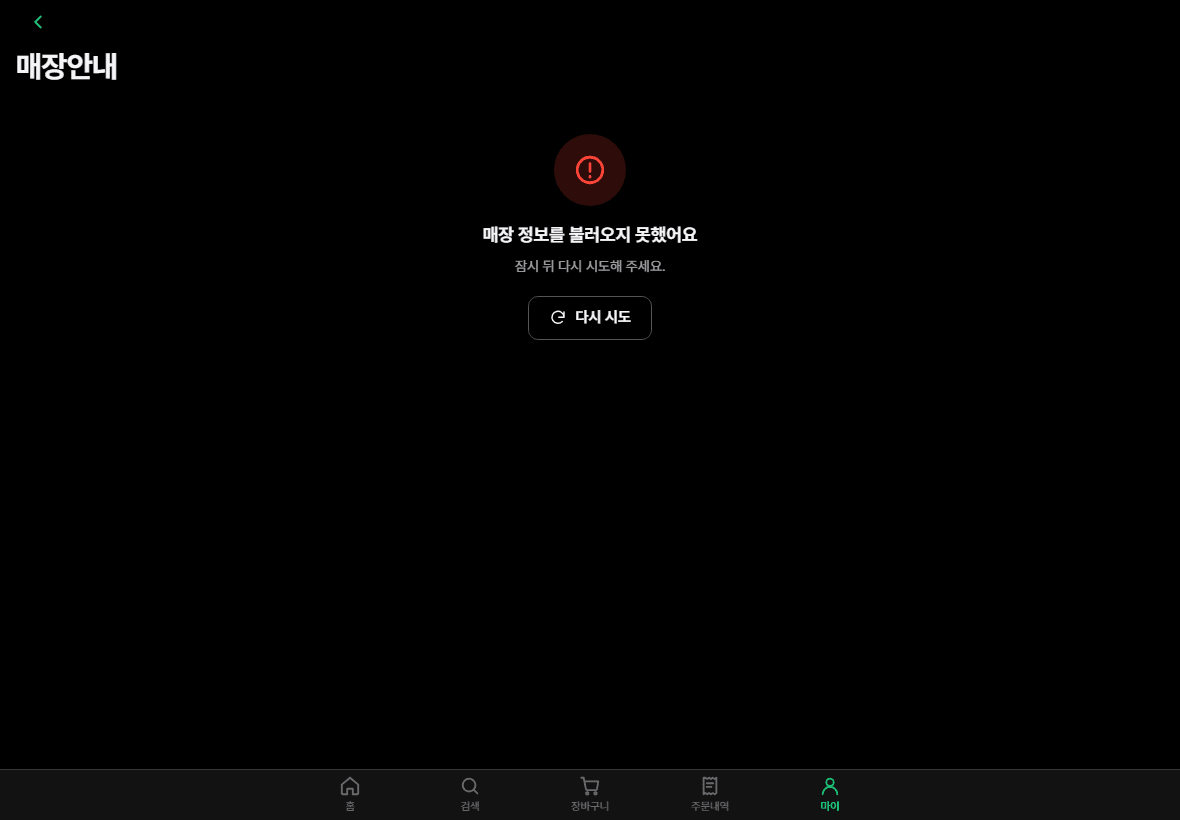 매장안내
매장 정보를 불러오지 못했어요
잠시 뒤 다시 시도해 주세요.
다시 시도
홈
검색
장바구니
주문내역
마이